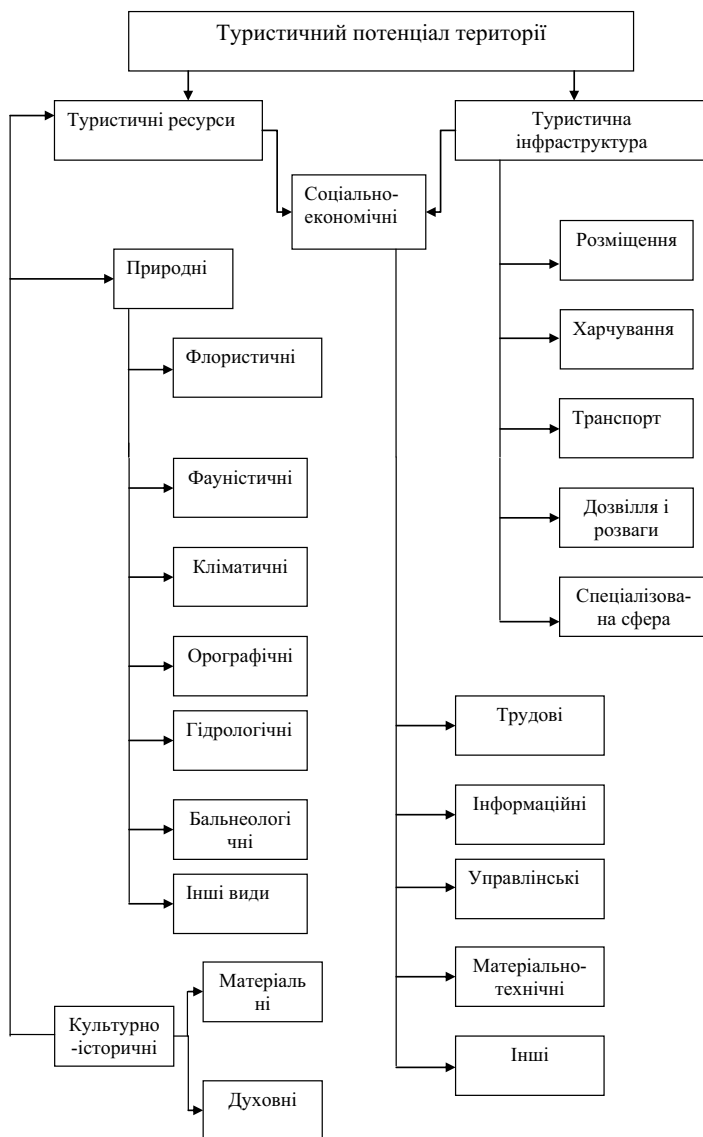 Туристичний потенціал території
Туристичні ресурси
Туристична
інфраструктура
Соціально-
економічні
Природні
Розміщення
Харчування
Флористичні
Транспорт
Фауністичні
Дозвілля і
розваги
Кліматичні
Спеціалізова-
на сфера
Орографічні
Гідрологічні
Трудові
Бальнеологі
чні
Інформаційні
Інші види
Управлінські
Матеріаль
ні
Матеріально-
технічні
Культурно
-історичні
Інші
Духовні